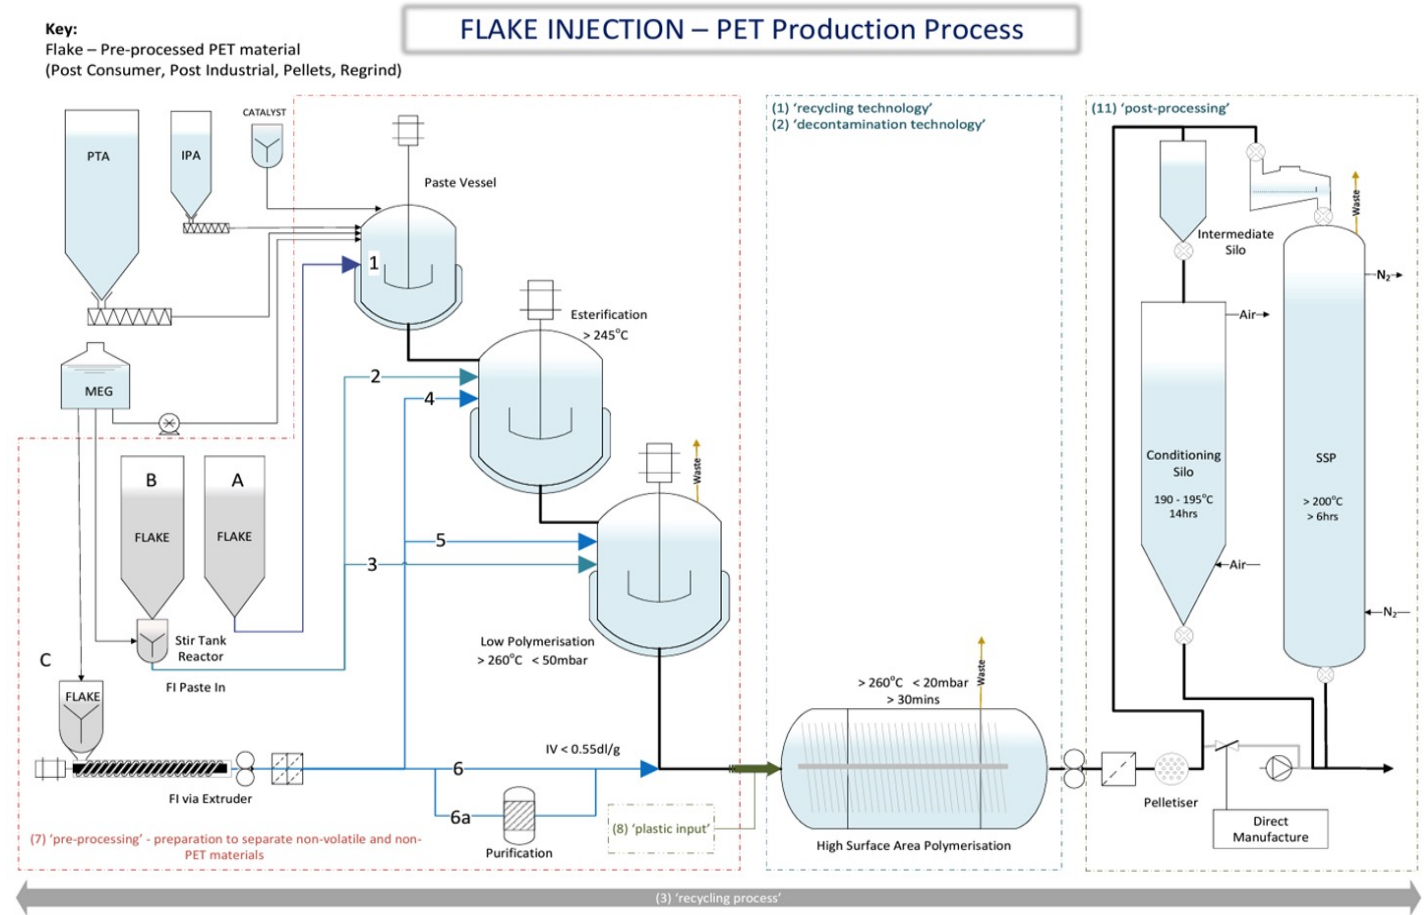 FLAKE INJECTION – PET Production Process
Key:
Flake – Pre-processed PET material
(Post Consumer, Post Industrial, Pellets, Regrind)
CATALYST
PTA
IPA
Paste Vessel
1
MEG
Esterification
> 245°C
2
4
B
A
FLAKE
FLAKE
Waste
5
3
Stir Tank
Reactor
Low Polymerisation
> 260°C < 50mbar
C
FI Paste In
FLAKE
IV < 0.55dl/g
6
FI via Extruder
6a
Purification
(7) 'pre-processing' - preparation to separate non-volatile and non-
PET materials
(8) 'plastic input'
(1) 'recycling technology'
(2) 'decontamination technology'
Waste
> 260°C < 20mbar
> 30mins
High Surface Area Polymerisation
(11) 'post-processing'
Waste
Intermediate
Silo
N₂
Air
Conditioning
Silo
190 - 195°C
14hrs
SSP
> 200°C
> 6hrs
Air
N₂
Pelletiser
Direct
Manufacture
(3) 'recycling process'